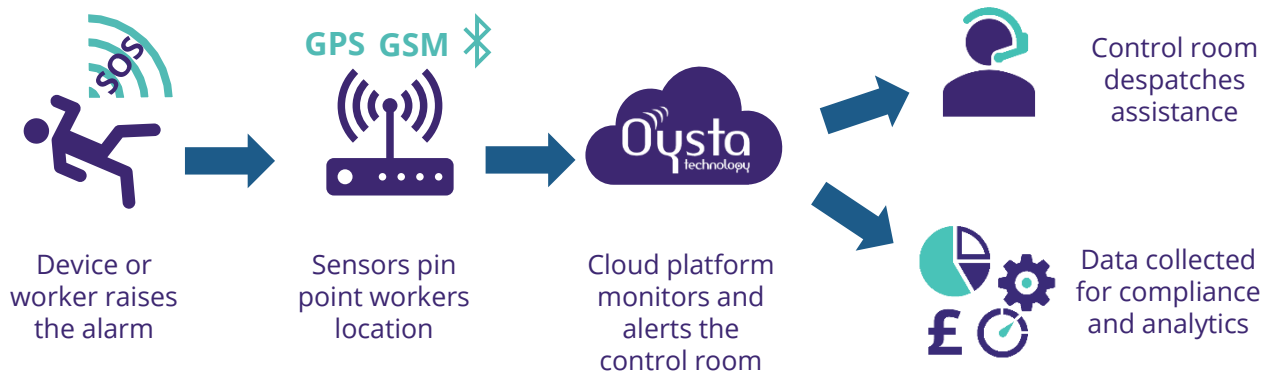 SOS
GPS GSM
Oysta
technology
Device or
worker raises
the alarm
Sensors pin
point workers
location
Cloud platform
monitors and
alerts the
control room
Control room
despatches
assistance
£
Data collected
for compliance
and analytics